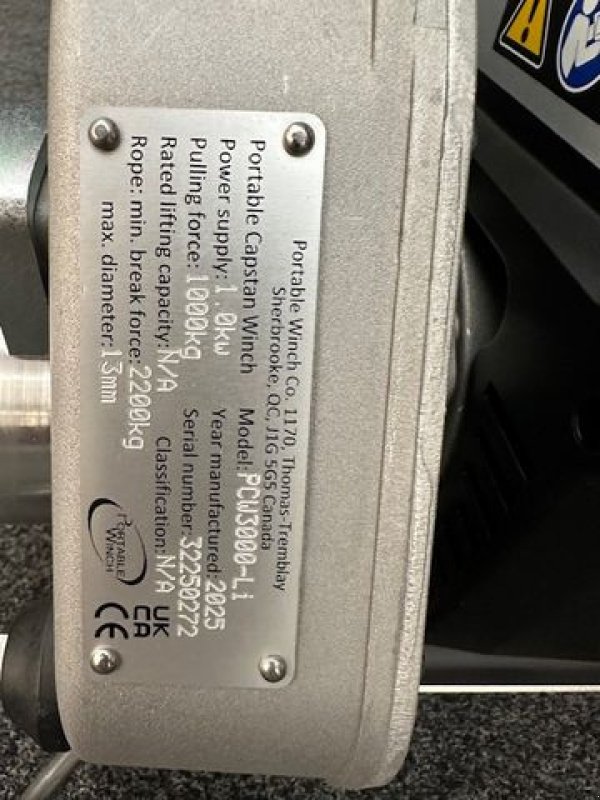 Portable Winch Co. 1170, Thomas-Tremblay
Sherbrooke, QC, J1G 5G5 Canada
Portable Capstan Winch Model: PCW3000-Li
Power supply: 1.0kw Year manufactured: 2025
Pulling force: 1000kg Serial number: 32250272
Rated lifting capacity: N/A Classification: N/A
Rope: min. break force: 2200kg
max. diameter: 13mm
PORTABLE
WINCH
UK
CA
CE